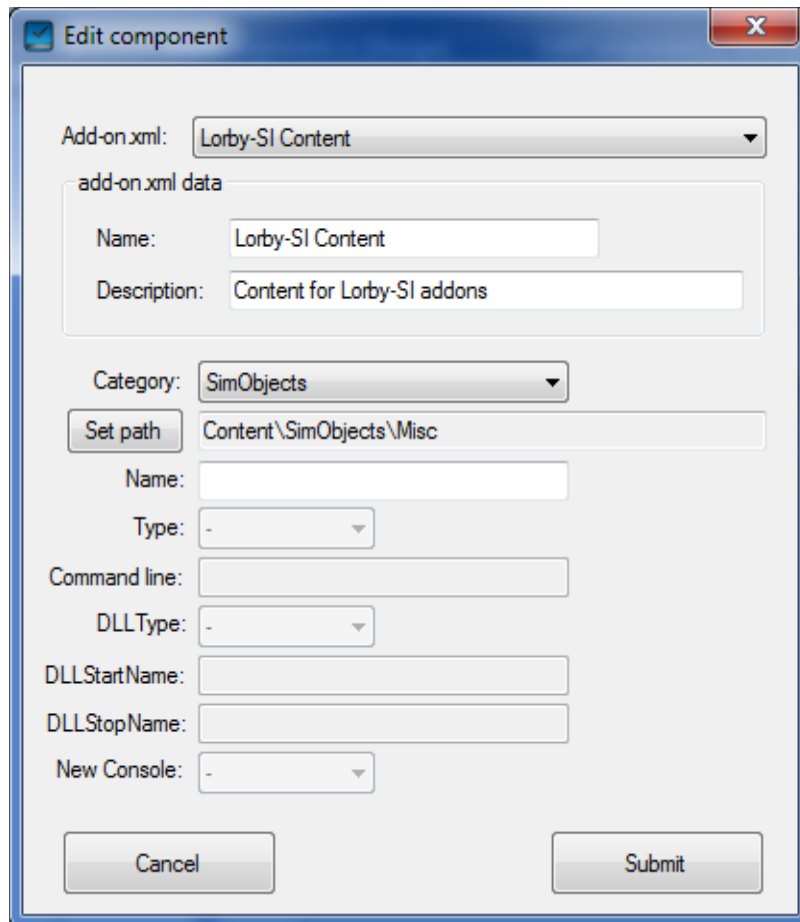 Edit component
Add-on.xml: Lorby-SI Content
add-on.xml data
Name: Lorby-SI Content
Description: Content for Lorby-SI addons
Category: SimObjects
Set path Content\SimObjects\Misc
Name:
Type: -
Command line:
DLLType: -
DLLStartName:
DLLStopName:
New Console: -
Cancel Submit